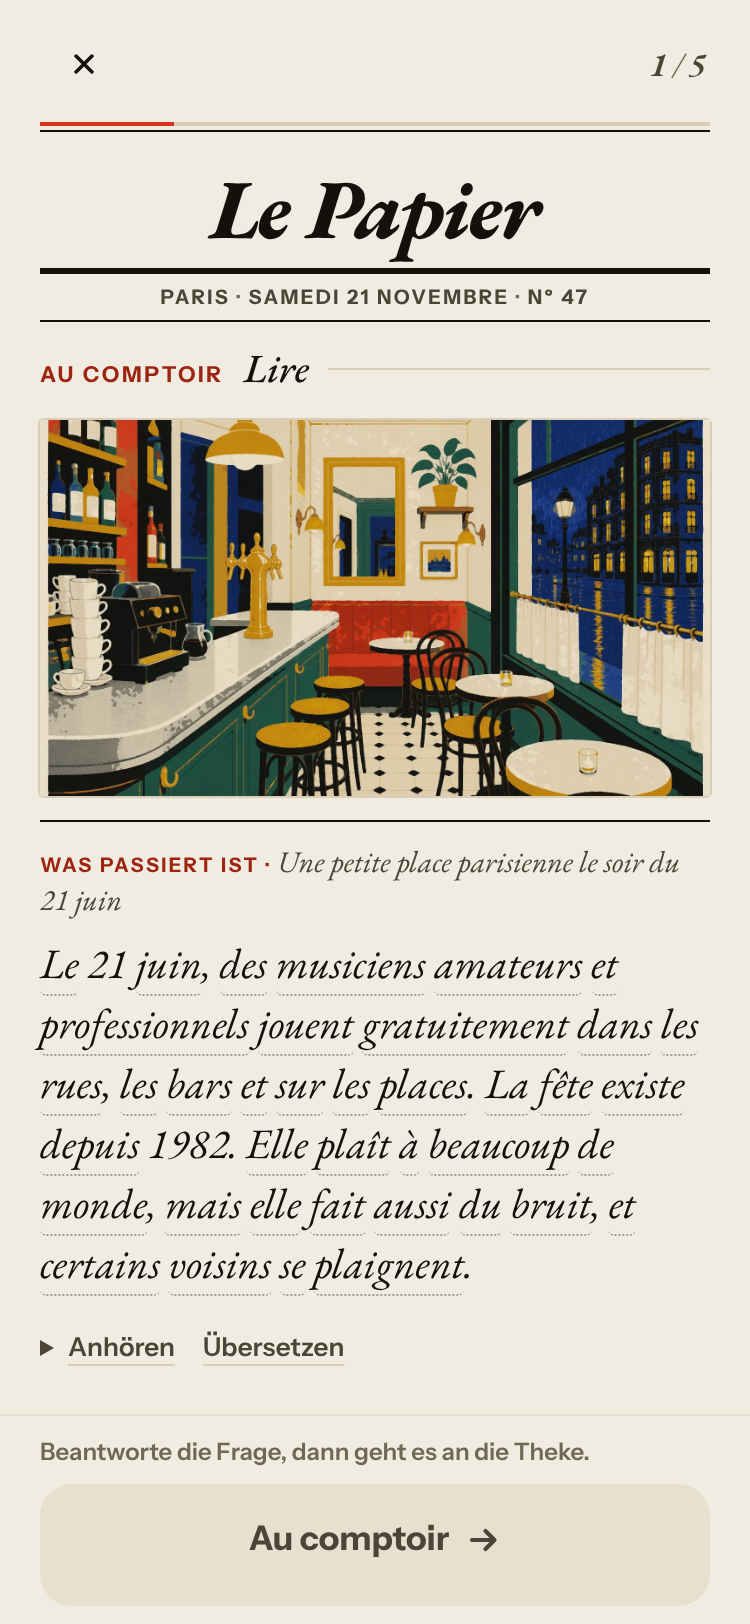 1 / 5
Le Papier
PARIS · SAMEDI 21 NOVEMBRE · N° 47
AU COMPTOIR Lire
WAS PASSIERT IST · Une petite place parisienne le soir du
21 juin
Le 21 juin, des musiciens amateurs et
professionnels jouent gratuitement dans les
rues, les bars et sur les places. La fête existe
depuis 1982. Elle plaît à beaucoup de
monde, mais elle fait aussi du bruit, et
certains voisins se plaignent.
Anhören Übersetzen
Beantworte die Frage, dann geht es an die Theke.
Au comptoir →